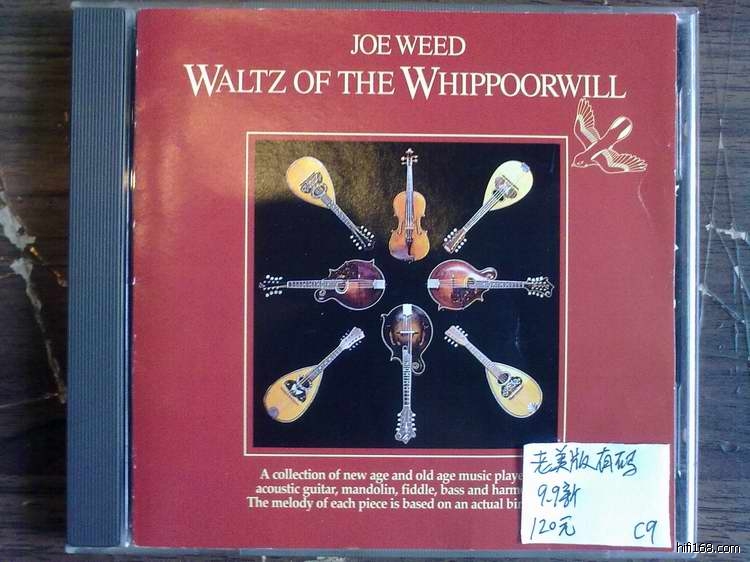 JOE WEED
WALTZ OF THE WHIPPOORWILL
A collection of new age and old age music playe
acoustic guitar, mandolin, fiddle, bass and harm
The melody of each piece is based on an actual bir
老美版有码
9.9新
120元 C9
hifi168.com